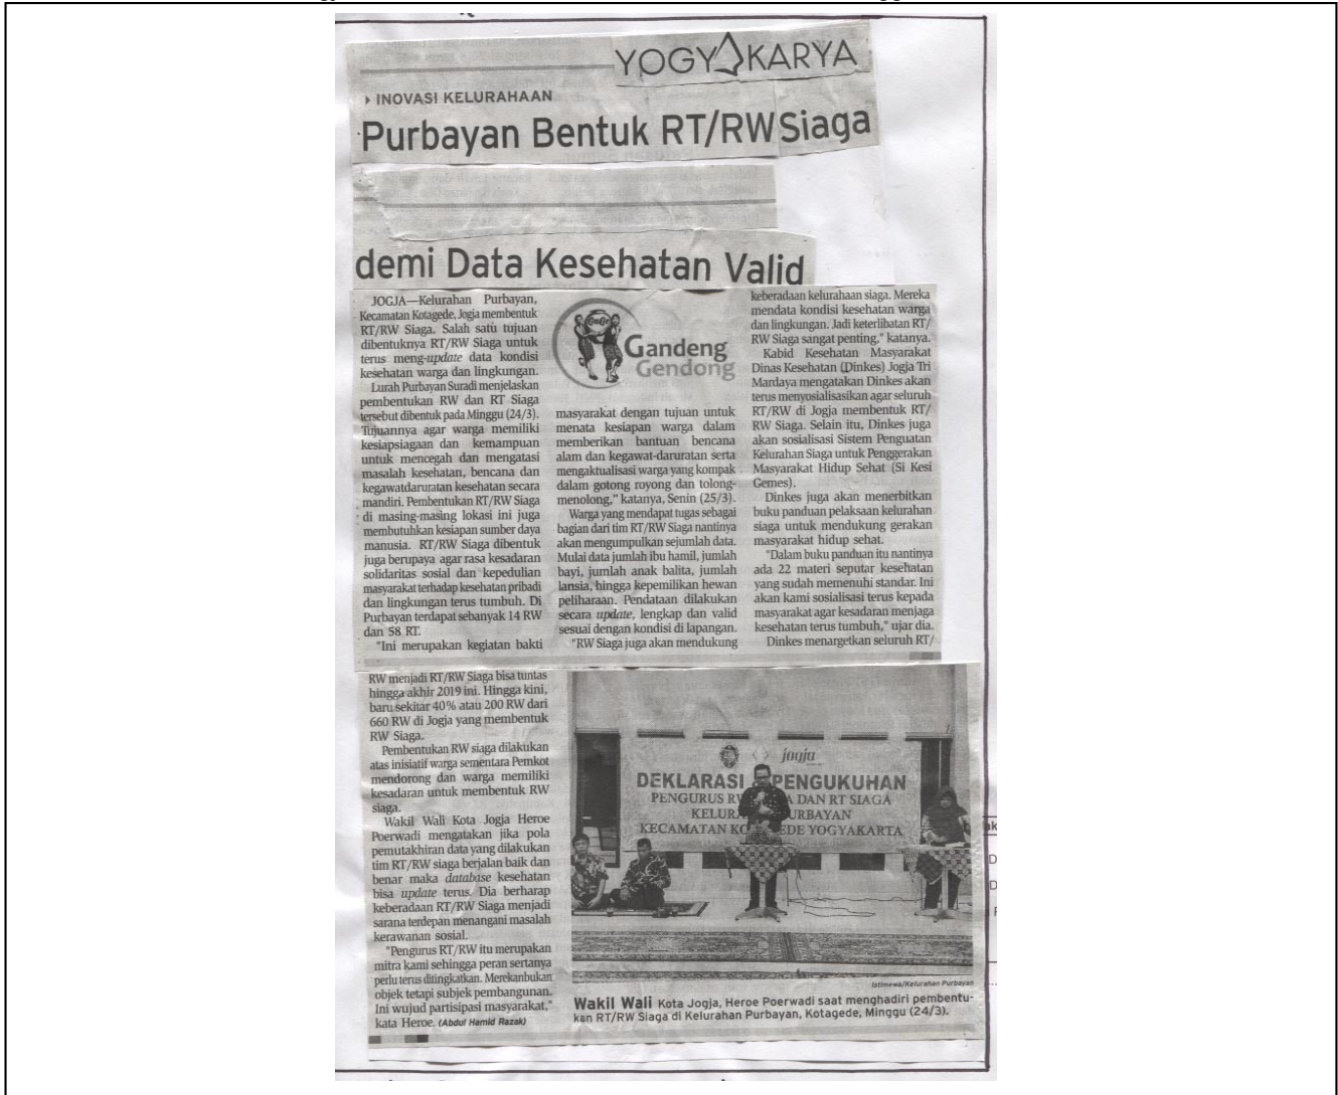 YOGYAKARYA
INOVASI KELURAHAAN
Purbayan Bentuk RT/RW Siaga
demi Data Kesehatan Valid
JOGJA—Kelurahan Purbayan,
Kecamatan Kotagede, Jogja membentuk
RT/RW Siaga. Salah satu tujuan
dibentuknya RT/RW Siaga untuk
terus meng-update data kondisi
kesehatan warga dan lingkungan.
Lurah Purbayan Suradi menjelaskan
pembentukan RW dan RT Siaga
tersebut dibentuk pada Minggu (24/3).
Tujuannya agar warga memiliki
kesiapsiagaan dan kemampuan
untuk mencegah dan mengatasi
masalah kesehatan, bencana dan
kegawatdaruratan kesehatan secara
mandiri. Pembentukan RT/RW Siaga
di masing-masing lokasi ini juga
membutuhkan kesiapan sumber daya
manusia. RT/RW Siaga dibentuk
juga berupaya agar rasa kesadaran
solidaritas sosial dan kepedulian
masyarakat terhadap kesehatan pribadi
dan lingkungan terus tumbuh. Di
Purbayan terdapat sebanyak 14 RW
dan 58 RT.
"Ini merupakan kegiatan bakti
Gandeng
Gendong
masyarakat dengan tujuan untuk
menata kesiapan warga dalam
memberikan bantuan bencana
alam dan kegawat-daruratan serta
mengaktualisasi warga yang kompak
dalam gotong royong dan tolong-
menolong," katanya, Senin (25/3).
Warga yang mendapat tugas sebagai
bagian dari tim RT/RW Siaga nantinya
akan mengumpulkan sejumlah data.
Mulai data jumlah ibu hamil, jumlah
bayi, jumlah anak balita, jumlah
lansia, hingga kepemilikan hewan
peliharaan. Pendataan dilakukan
secara update, lengkap dan valid
sesuai dengan kondisi di lapangan.
"RW Siaga juga akan mendukung
keberadaan kelurahaan siaga. Mereka
mendata kondisi kesehatan warga
dan lingkungan. Jadi keterlibatan RT/
RW Siaga sangat penting," katanya.
Kabid Kesehatan Masyarakat
Dinas Kesehatan (Dinkes) Jogja Tri
Mardaya mengatakan Dinkes akan
terus menyosialisasikan agar seluruh
RT/RW di Jogja membentuk RT/
RW Siaga. Selain itu, Dinkes juga
akan sosialisasi Sistem Penguatan
Kelurahan Siaga untuk Penggerakan
Masyarakat Hidup Sehat (Si Kesi
Gemes).
Dinkes juga akan menerbitkan
buku panduan pelaksaan kelurahan
siaga untuk mendukung gerakan
masyarakat hidup sehat.
"Dalam buku panduan itu nantinya
ada 22 materi seputar kesehatan
yang sudah memenuhi standar. Ini
akan kami sosialisasi terus kepada
masyarakat agar kesadaran menjaga
kesehatan terus tumbuh," ujar dia.
Dinkes menargetkan seluruh RT/
RW menjadi RT/RW Siaga bisa tuntas
hingga akhir 2019 ini. Hingga kini,
baru sekitar 40% atau 200 RW dari
660 RW di Jogja yang membentuk
RW Siaga.
Pembentukan RW siaga dilakukan
atas inisiatif warga sementara Pemkot
mendorong dan warga memiliki
kesadaran untuk membentuk RW
siaga.
Wakil Wali Kota Jogja Heroe
Poerwadi mengatakan jika pola
pemutakhiran data yang dilakukan
tim RT/RW siaga berjalan baik dan
benar maka database kesehatan
bisa update terus. Dia berharap
keberadaan RT/RW Siaga menjadi
sarana terdepan menangani masalah
kerawanan sosial.
"Pengurus RT/RW itu merupakan
mitra kami sehingga peran sertanya
perlu terus ditingkatkan. Merekanbukan
objek tetapi subjek pembangunan.
Ini wujud partisipasi masyarakat,"
kata Heroe. (Abdul Hamid Razak)
jogja
DEKLARASI & PENGUKUHAN
PENGURUS RW A DAN RT SIAGA
KELURA URBAYAN
KECAMATAN KO EDE YOGYAKARTA
Istimewa/Kelurahan Purbayan
Wakil Wali Kota Jogja, Heroe Poerwadi saat menghadiri pembentu-
kan RT/RW Siaga di Kelurahan Purbayan, Kotagede, Minggu (24/3).